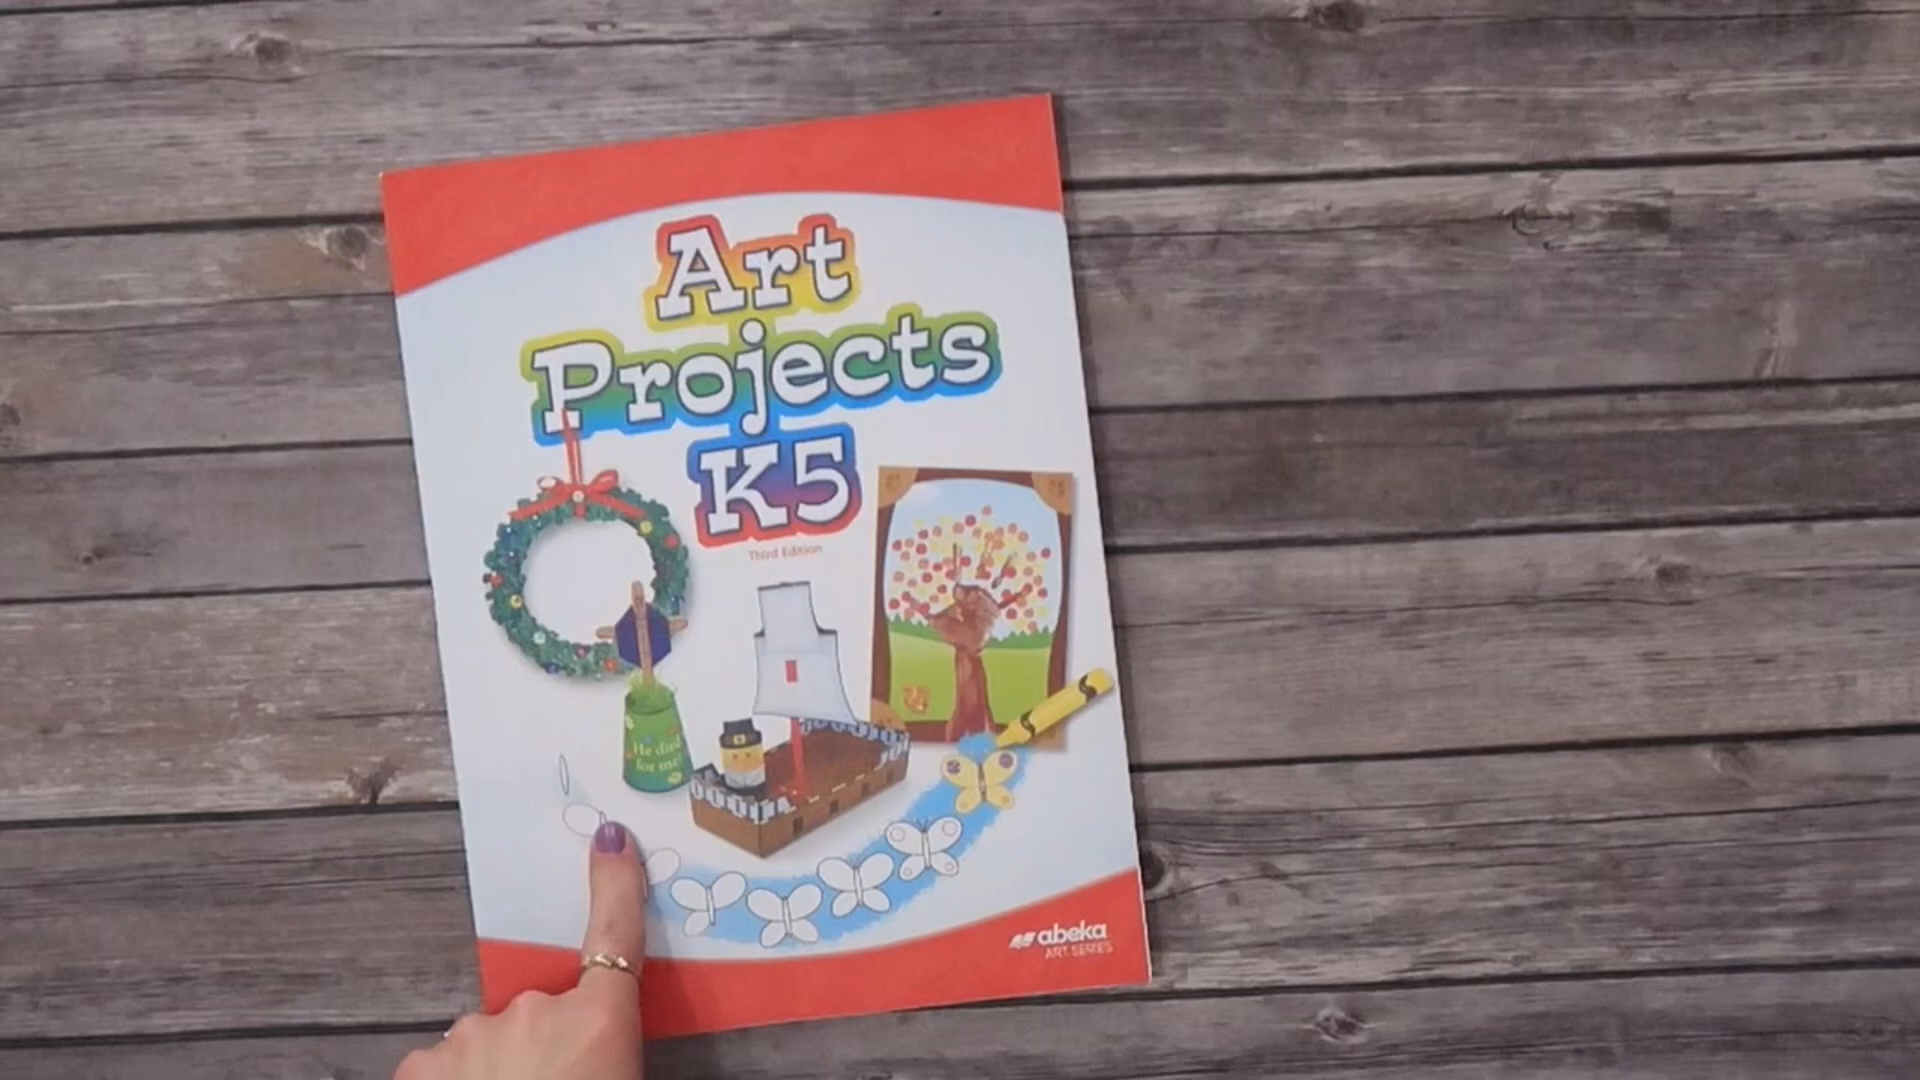 Art
Projects
K5
Third Edition
He died
for me!
abeka
ART SERIES